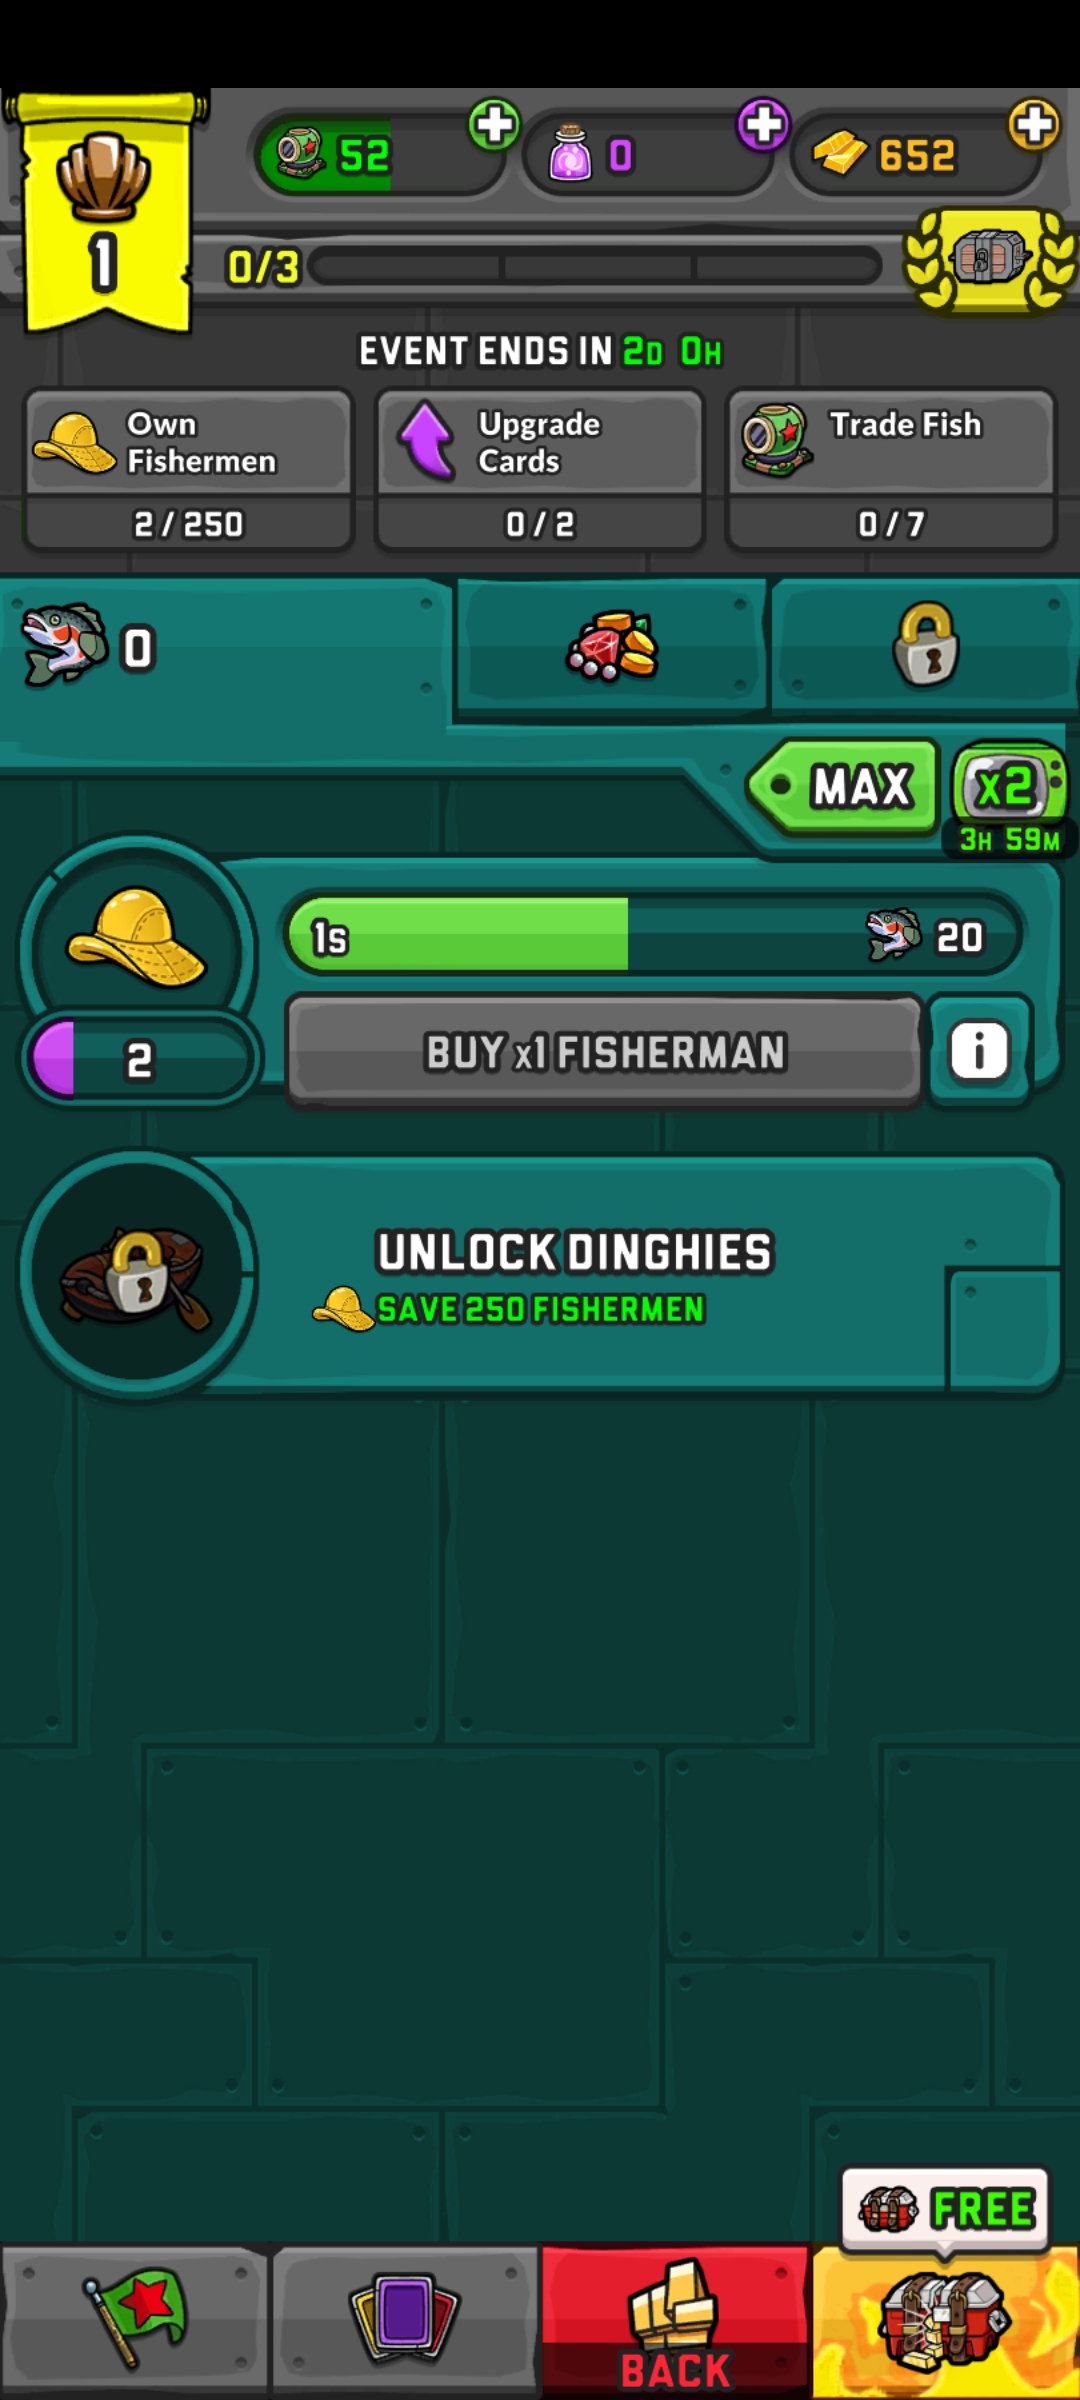 1
52
0
652
0/3
EVENT ENDS IN 2D 0H
Own
Fishermen
2 / 250
Upgrade
Cards
0 / 2
Trade Fish
0 / 7
0
MAX
x2
3H 59M
1s
20
2
BUY x1 FISHERMAN
i
UNLOCK DINGHIES
SAVE 250 FISHERMEN
FREE
BACK